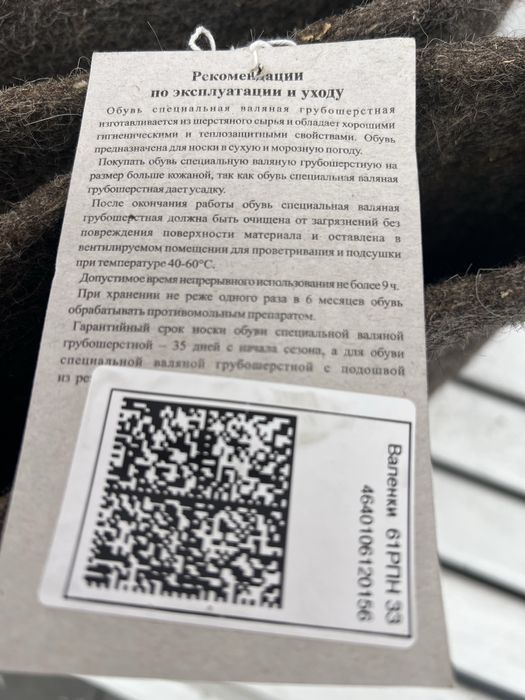 Рекомендации
по эксплуатации и уходу
Обувь специальная валяная грубошерстная
изготавливается из шерстяного сырья и обладает хорошими
гигиеническими и теплозащитными свойствами. Обувь
предназначена для носки в сухую и морозную погоду.
Покупать обувь специальную валяную грубошерстную на
размер больше кожаной, так как обувь специальная валяная
грубошерстная дает усадку.
После окончания работы обувь специальная валяная
грубошерстная должна быть очищена от загрязнений без
повреждения поверхности материала и оставлена в
вентилируемом помещении для проветривания и подсушки
при температуре 40-60°С.
Допустимое время непрерывного использования не более 9 ч.
При хранении не реже одного раза в 6 месяцев обувь
обрабатывать противомольным препаратом.
Гарантийный срок носки обуви специальной валяной
грубошерстной – 35 дней с начала сезона, а для обуви
специальной валяной грубошерстной с подошвой
из рез
Валенки 61РПН 33
4640106120156